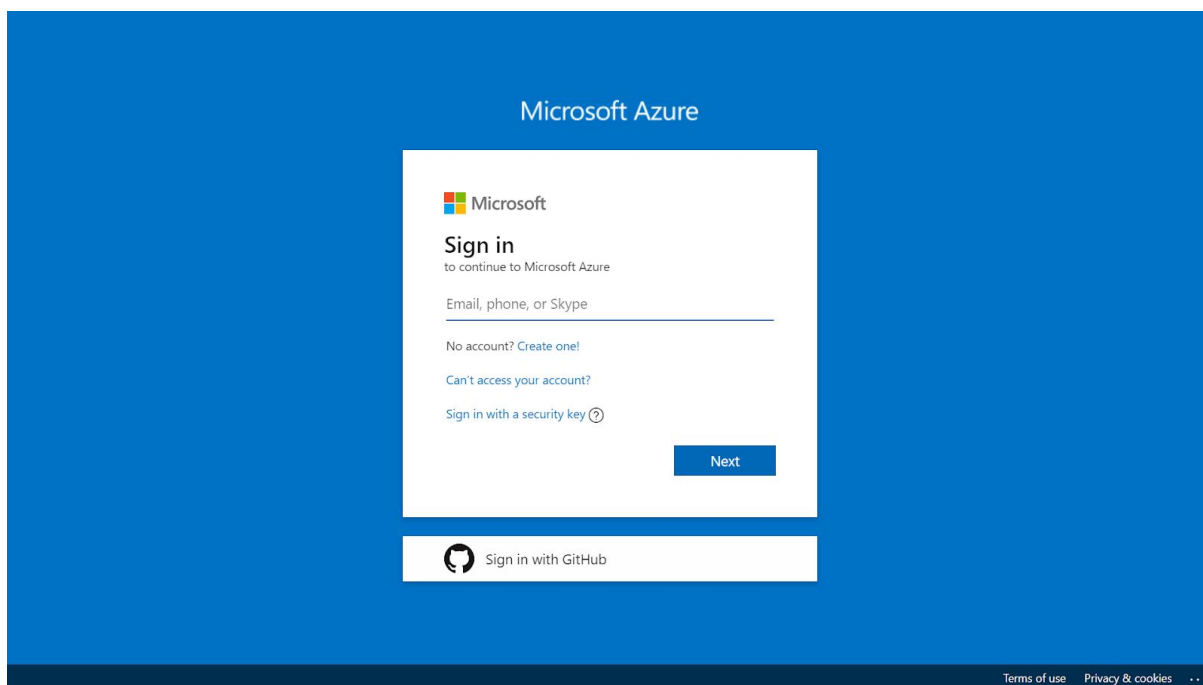 Microsoft Azure
Microsoft
Sign in
to continue to Microsoft Azure
Email, phone, or Skype
No account? Create one!
Can't access your account?
Sign in with a security key ?
Next
Sign in with GitHub
Terms of use Privacy & cookies ..